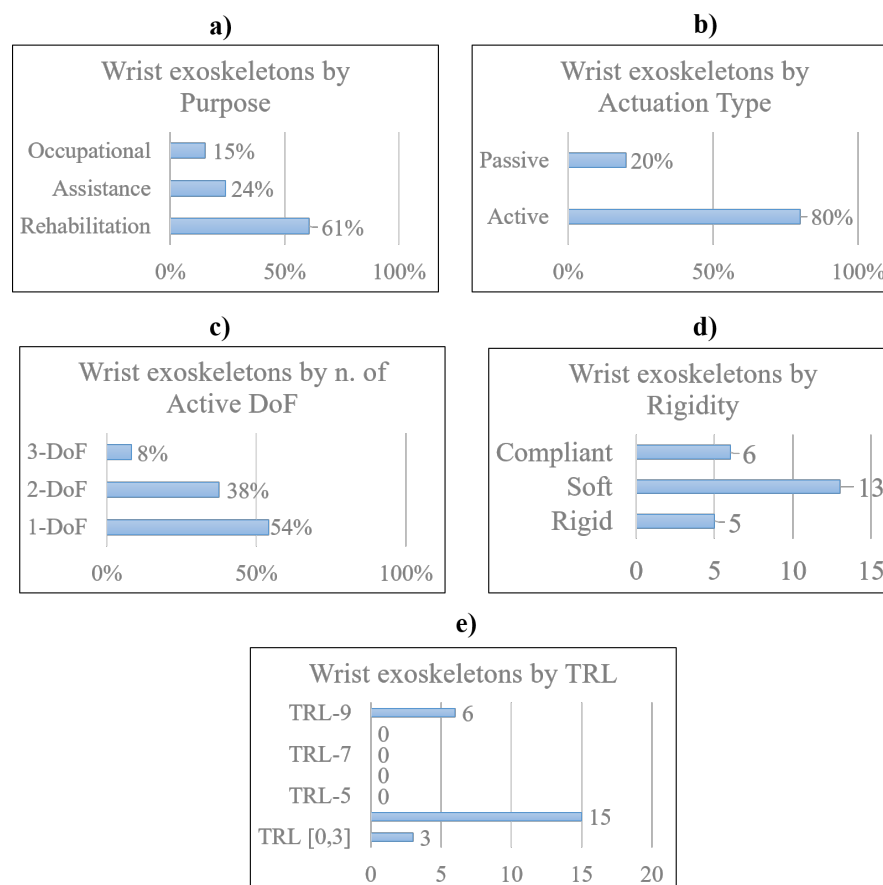 a)
Wrist exoskeletons by
Purpose
Occupational 15%
Assistance 24%
Rehabilitation 61%
0% 50% 100%
b)
Wrist exoskeletons by
Actuation Type
Passive 20%
Active 80%
0% 50% 100%
c)
Wrist exoskeletons by n. of
Active DoF
3-DoF 8%
2-DoF 38%
1-DoF 54%
0% 50% 100%
d)
Wrist exoskeletons by
Rigidity
Compliant 6
Soft 13
Rigid 5
0 5 10 15
e)
Wrist exoskeletons by TRL
TRL-9 6
0
TRL-7 0
0
TRL-5 0
15
TRL [0,3] 3
0 5 10 15 20